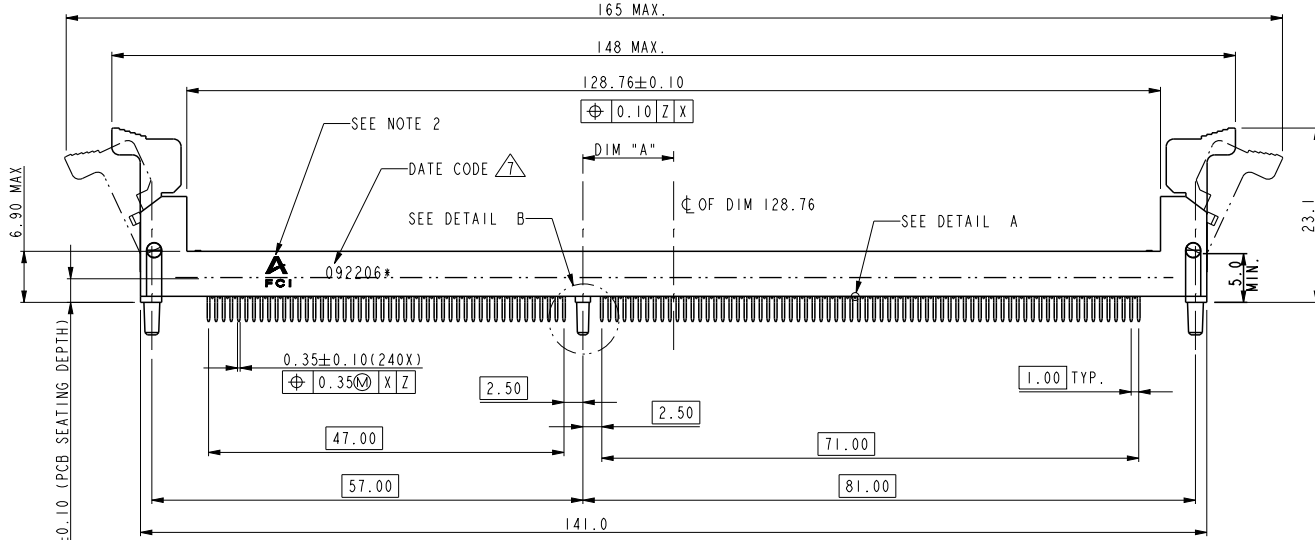 165 MAX.
148 MAX.
128.76±0.10
⌖ 0.10 Z X
SEE NOTE 2
DIM "A"
DATE CODE 7
℄ OF DIM 128.76
SEE DETAIL B
SEE DETAIL A
6.90 MAX
23.1
5.0 MIN.
FCI
092206*
±0.10 (PCB SEATING DEPTH)
0.35±0.10(240X)
⌖ 0.35Ⓜ X Z
2.50
1.00 TYP.
2.50
47.00
71.00
57.00
81.00
141.0